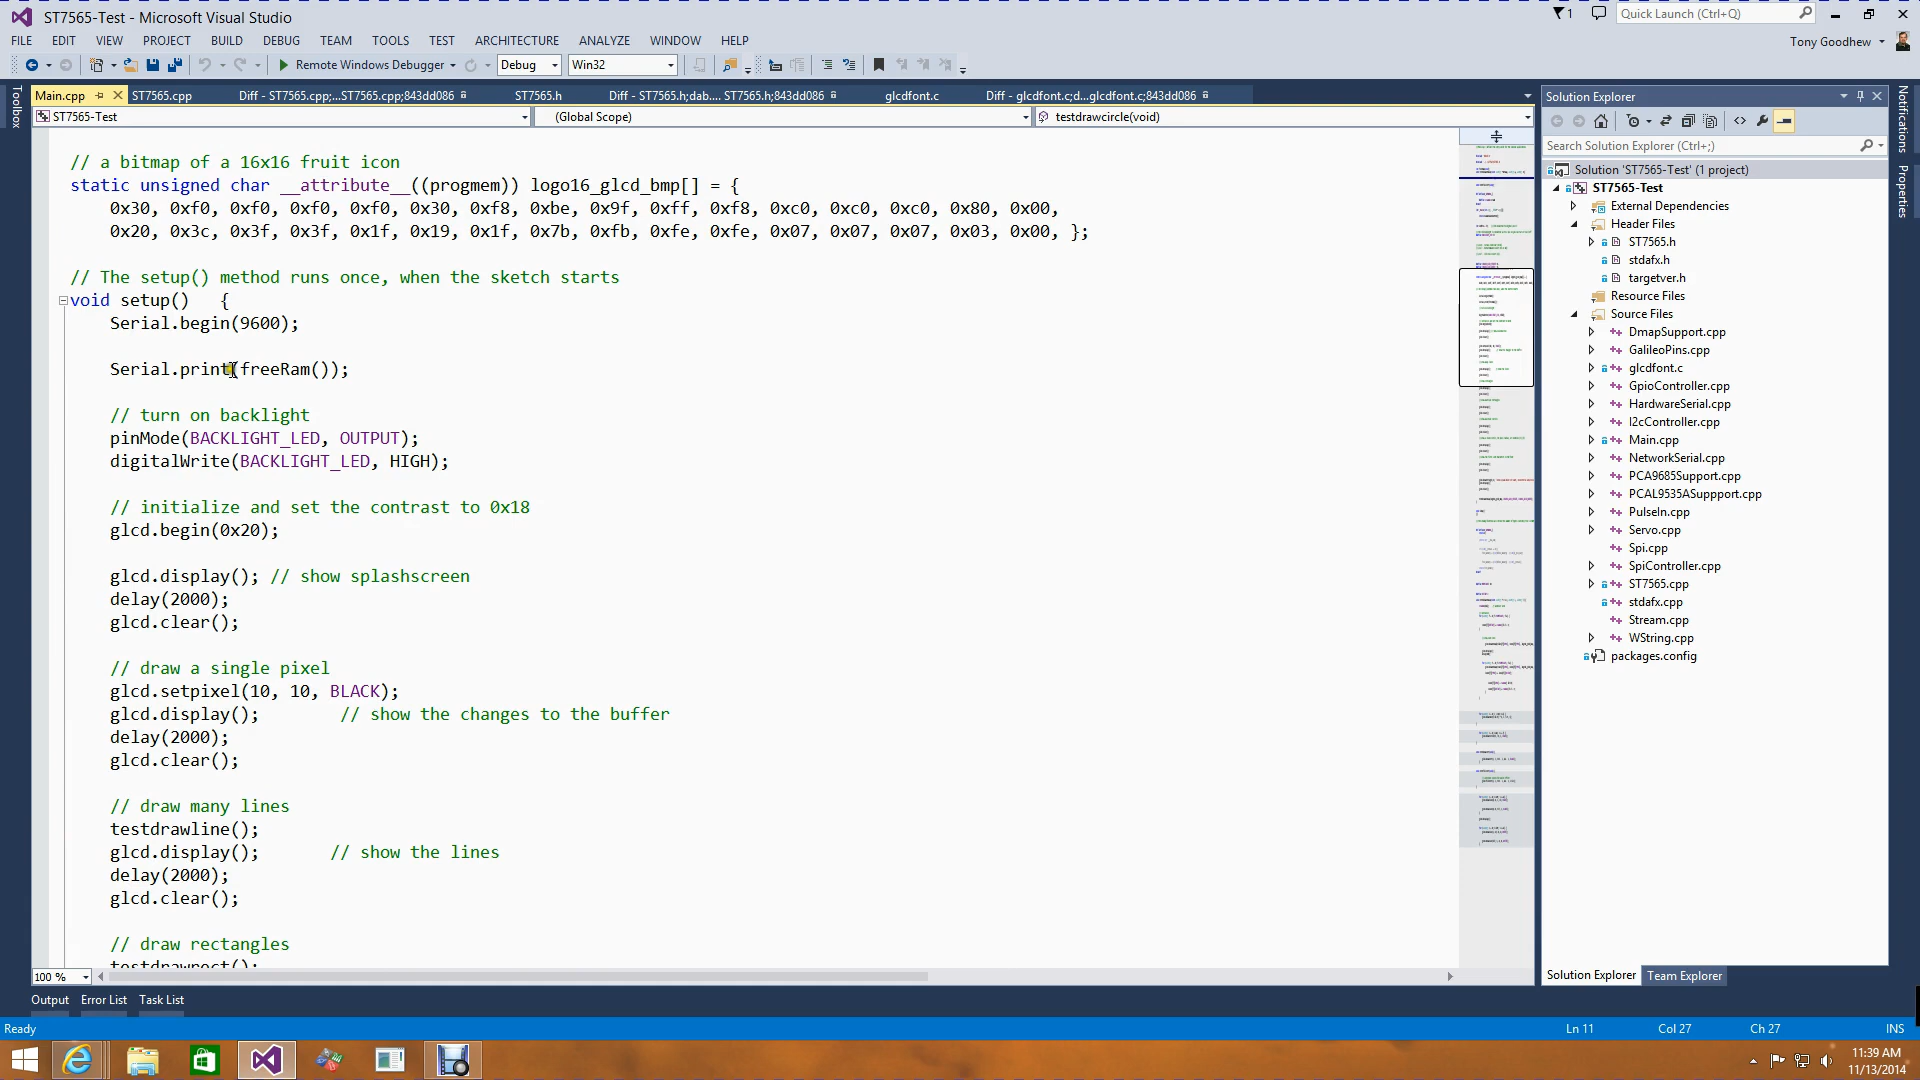 ST7565-Test - Microsoft Visual Studio
1
Quick Launch (Ctrl+Q)
FILE EDIT VIEW PROJECT BUILD DEBUG TEAM TOOLS TEST ARCHITECTURE ANALYZE WINDOW HELP
Tony Goodhew
Remote Windows Debugger Debug Win32
Toolbox
Main.cpp ST7565.cpp Diff - ST7565.cpp;...ST7565.cpp;843dd086 ST7565.h Diff - ST7565.h;dab.... ST7565.h;843dd086 glcdfont.c Diff - glcdfont.c;d...glcdfont.c;843dd086
ST7565-Test (Global Scope) testdrawcircle(void)
// a bitmap of a 16x16 fruit icon
static unsigned char __attribute__((progmem)) logo16_glcd_bmp[] = {
0x30, 0xf0, 0xf0, 0xf0, 0xf0, 0x30, 0xf8, 0xbe, 0x9f, 0xff, 0xf8, 0xc0, 0xc0, 0xc0, 0x80, 0x00,
0x20, 0x3c, 0x3f, 0x3f, 0x1f, 0x19, 0x1f, 0x7b, 0xfb, 0xfe, 0xfe, 0x07, 0x07, 0x07, 0x03, 0x00, };
// The setup() method runs once, when the sketch starts
void setup()   {
Serial.begin(9600);
Serial.print(freeRam());
// turn on backlight
pinMode(BACKLIGHT_LED, OUTPUT);
digitalWrite(BACKLIGHT_LED, HIGH);
// initialize and set the contrast to 0x18
glcd.begin(0x20);
glcd.display(); // show splashscreen
delay(2000);
glcd.clear();
// draw a single pixel
glcd.setpixel(10, 10, BLACK);
glcd.display();        // show the changes to the buffer
delay(2000);
glcd.clear();
// draw many lines
testdrawline();
glcd.display();       // show the lines
delay(2000);
glcd.clear();
// draw rectangles
testdrawrect();
100 %
Solution Explorer
Search Solution Explorer (Ctrl+;)
Solution 'ST7565-Test' (1 project)
ST7565-Test
External Dependencies
Header Files
ST7565.h
stdafx.h
targetver.h
Resource Files
Source Files
DmapSupport.cpp
GalileoPins.cpp
glcdfont.c
GpioController.cpp
HardwareSerial.cpp
I2cController.cpp
Main.cpp
NetworkSerial.cpp
PCA9685Support.cpp
PCAL9535ASuppport.cpp
PulseIn.cpp
Servo.cpp
Spi.cpp
SpiController.cpp
ST7565.cpp
stdafx.cpp
Stream.cpp
WString.cpp
packages.config
Solution Explorer Team Explorer
Notifications
Properties
Output Error List Task List
Ready Ln 11 Col 27 Ch 27 INS
11:39 AM
11/13/2014